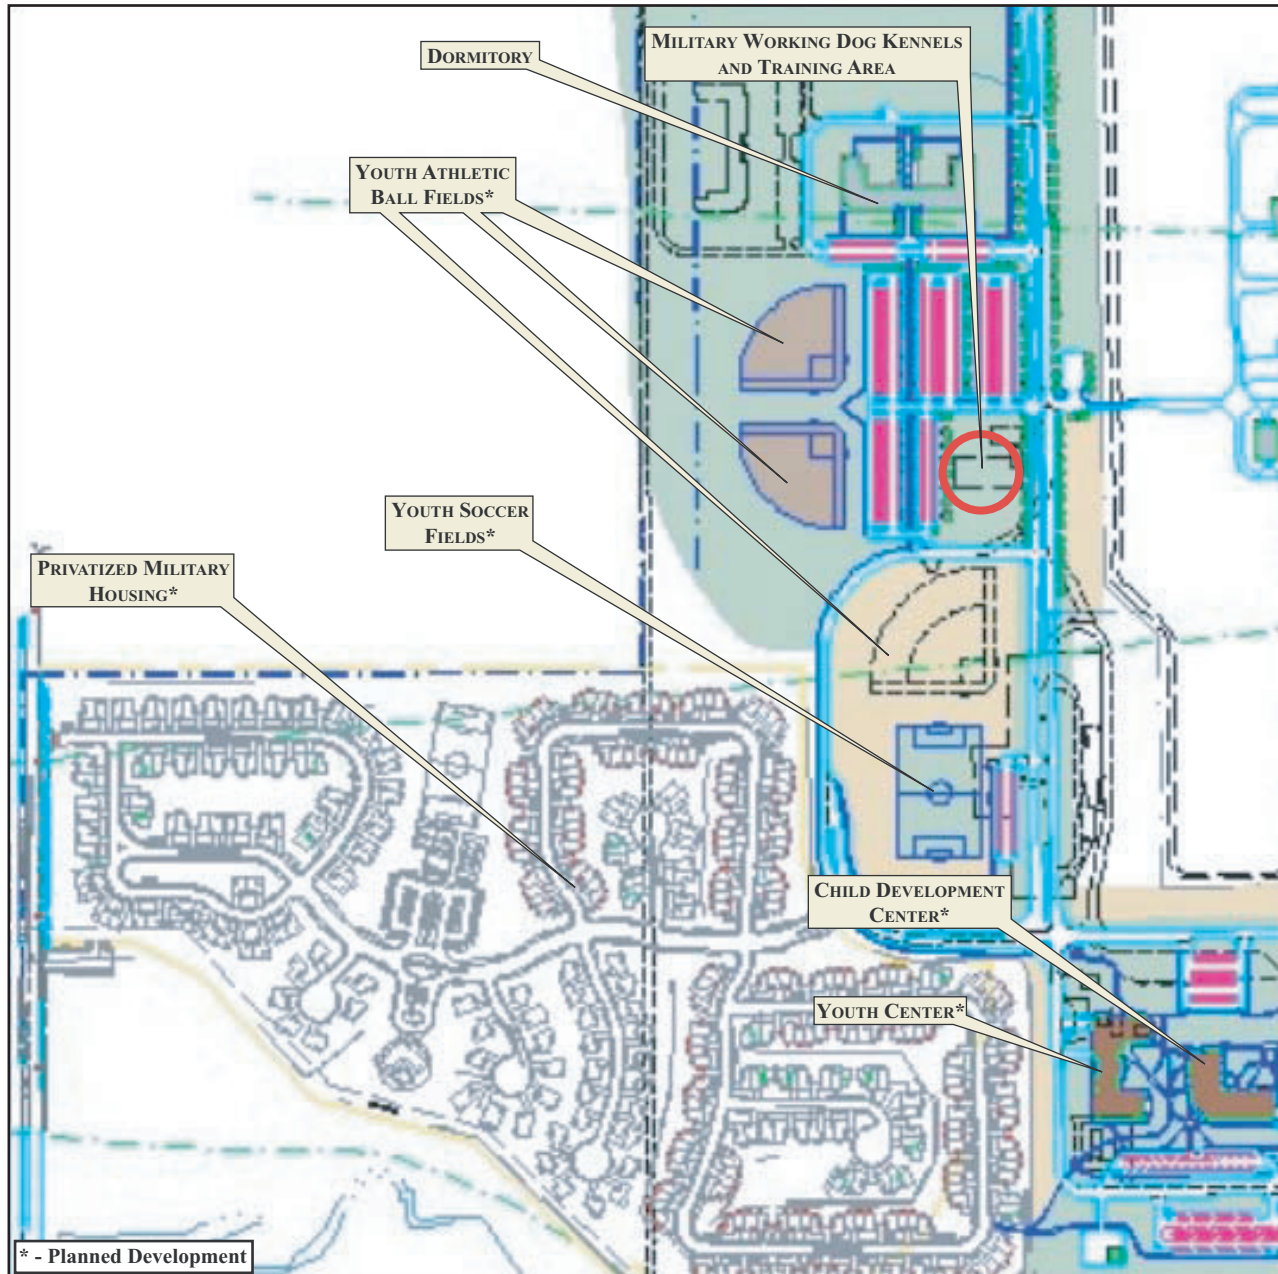 Dormitory
Military Working Dog Kennels
and Training Area
Youth Athletic
Ball Fields*
Youth Soccer
Fields*
Privatized Military
Housing*
Child Development
Center*
Youth Center*
* - Planned Development